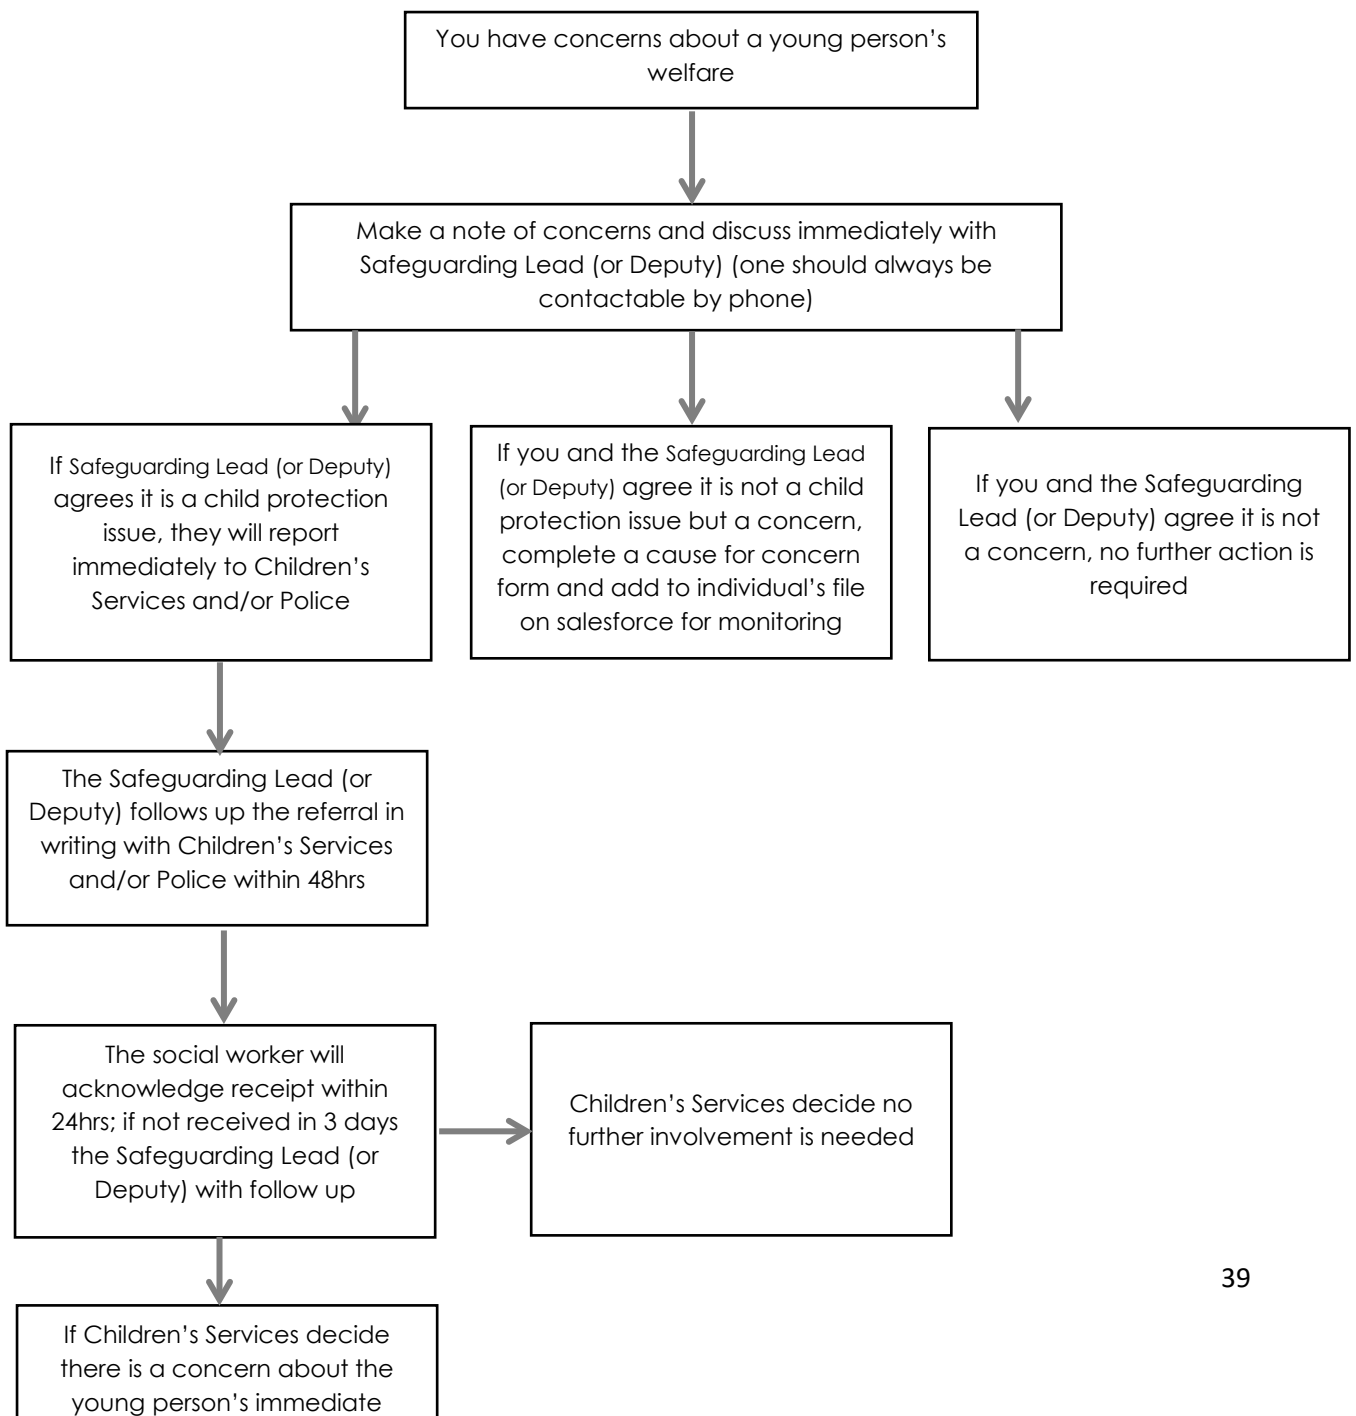 You have concerns about a young person’s
welfare
Make a note of concerns and discuss immediately with
Safeguarding Lead (or Deputy) (one should always be
contactable by phone)
If Safeguarding Lead (or Deputy)
agrees it is a child protection
issue, they will report
immediately to Children’s
Services and/or Police
If you and the Safeguarding Lead
(or Deputy) agree it is not a child
protection issue but a concern,
complete a cause for concern
form and add to individual’s file
on salesforce for monitoring
If you and the Safeguarding
Lead (or Deputy) agree it is not
a concern, no further action is
required
The Safeguarding Lead (or
Deputy) follows up the referral in
writing with Children’s Services
and/or Police within 48hrs
The social worker will
acknowledge receipt within
24hrs; if not received in 3 days
the Safeguarding Lead (or
Deputy) with follow up
Children’s Services decide no
further involvement is needed
39
If Children’s Services decide
there is a concern about the
young person’s immediate